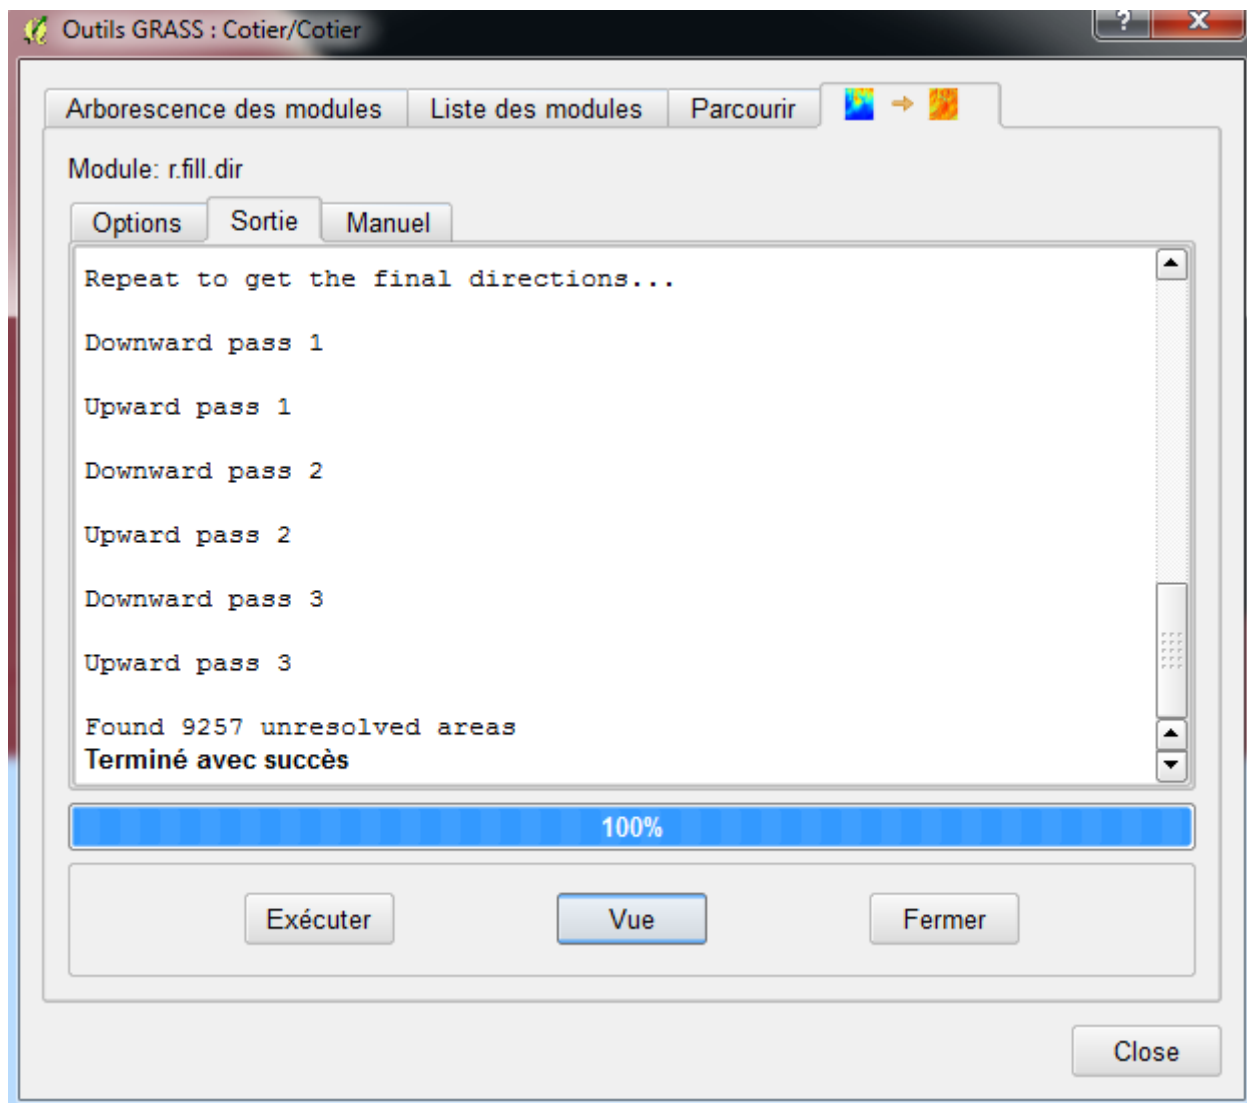 Outils GRASS : Cotier/Cotier
?
X
Arborescence des modules Liste des modules Parcourir
Module: r.fill.dir
Options Sortie Manuel
Repeat to get the final directions...
Downward pass 1
Upward pass 1
Downward pass 2
Upward pass 2
Downward pass 3
Upward pass 3
Found 9257 unresolved areas
Terminé avec succès
100%
Exécuter Vue Fermer
Close